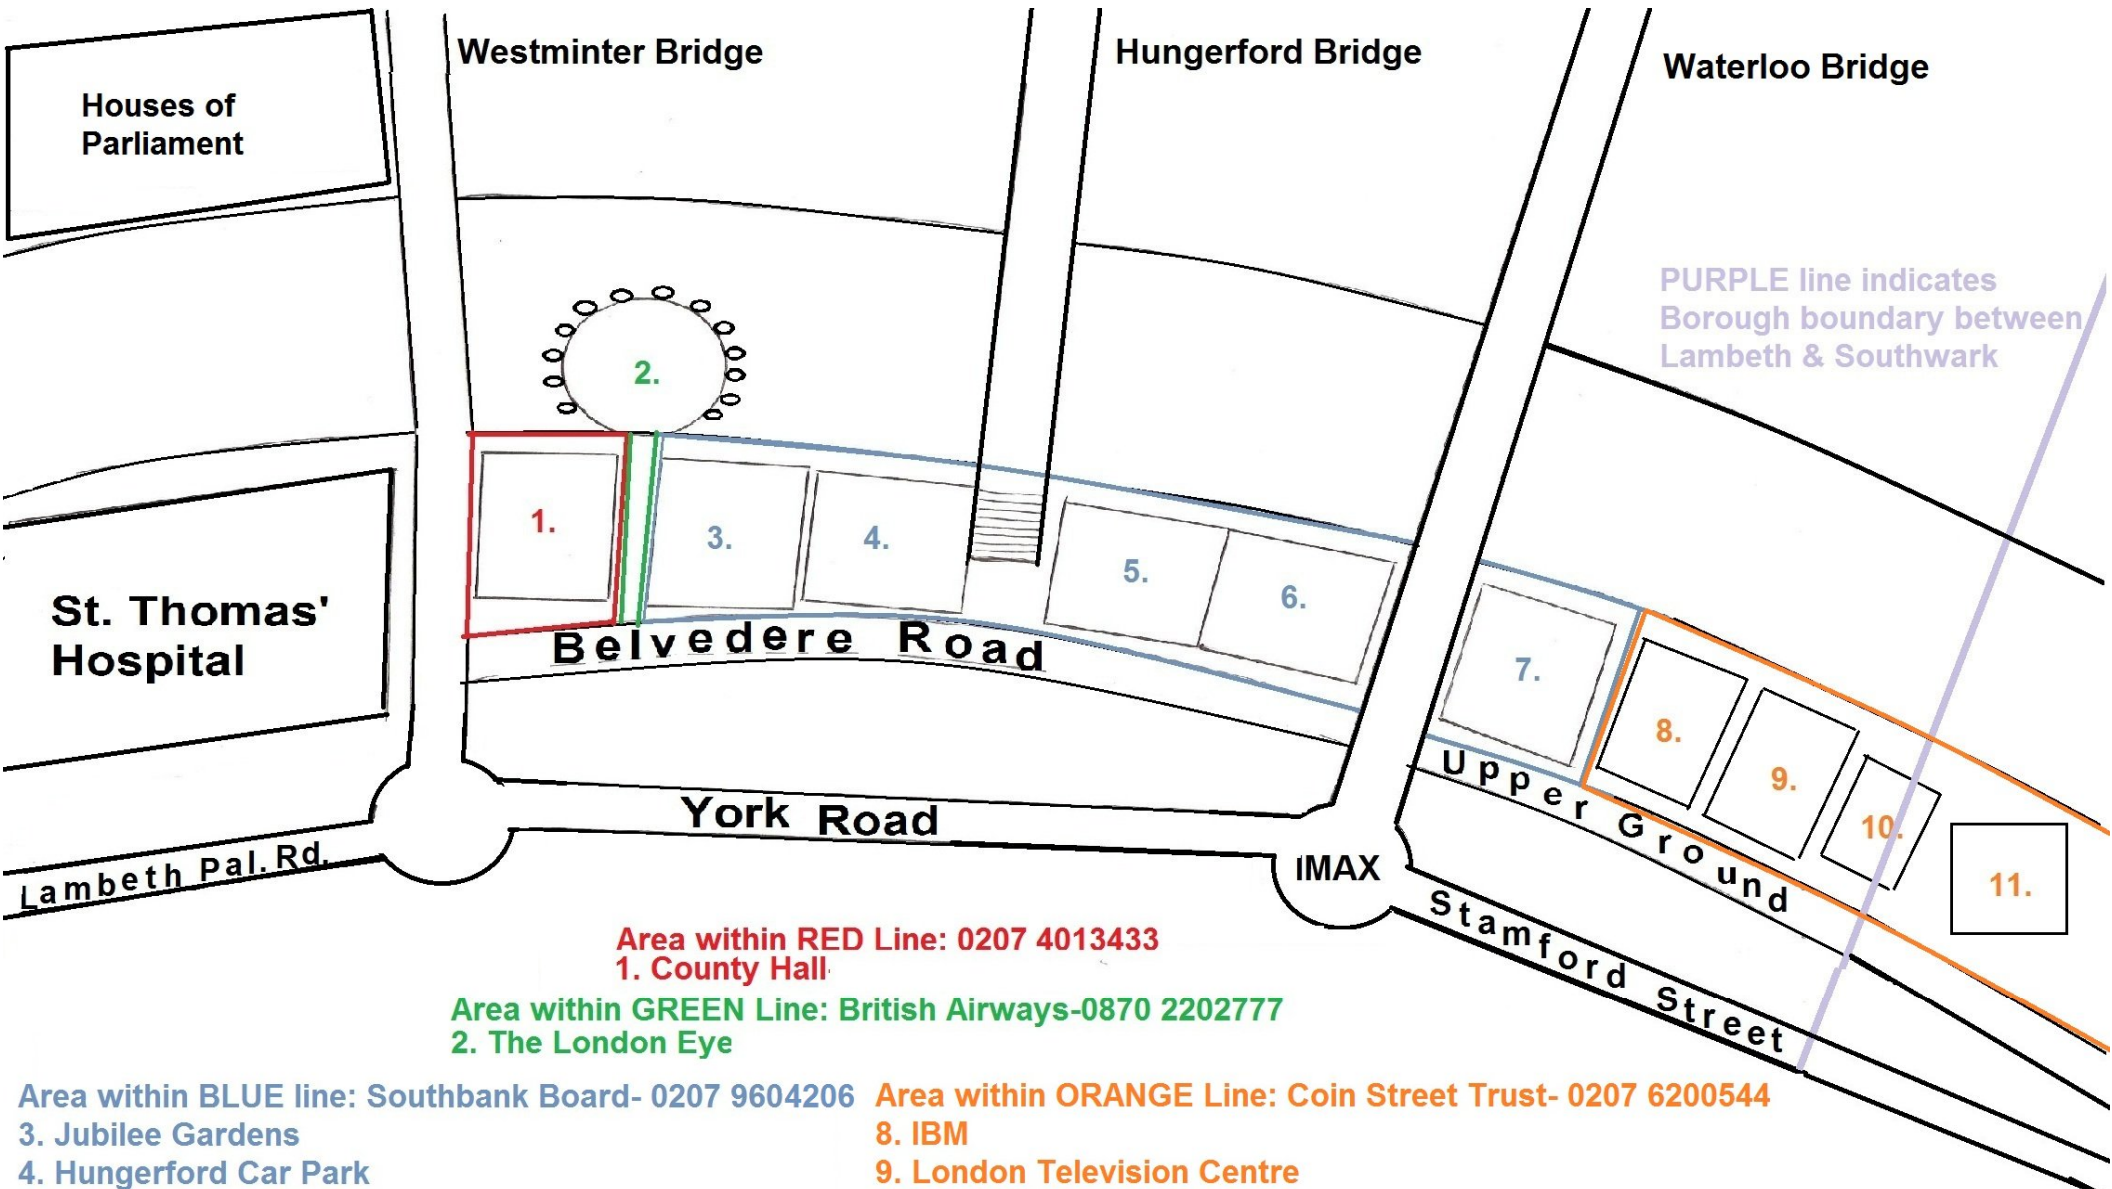 Westminter Bridge
Hungerford Bridge
Waterloo Bridge
Houses of
Parliament
PURPLE line indicates
Borough boundary between
Lambeth & Southwark
2.
1.
3.
4.
5.
6.
7.
8.
9.
10.
11.
St. Thomas'
Hospital
Belvedere Road
Upper Ground
York Road
IMAX
Lambeth Pal. Rd.
Stamford Street
Area within RED Line: 0207 4013433
1. County Hall
Area within GREEN Line: British Airways-0870 2202777
2. The London Eye
Area within BLUE line: Southbank Board- 0207 9604206
3. Jubilee Gardens
4. Hungerford Car Park
Area within ORANGE Line: Coin Street Trust- 0207 6200544
8. IBM
9. London Television Centre